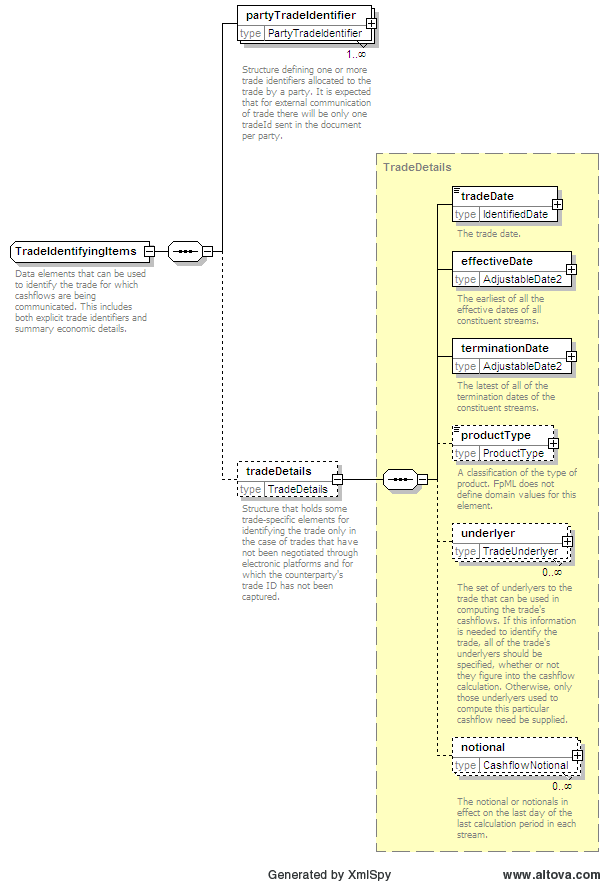 partyTradeIdentifier
type PartyTradeIdentifier
1..∞
Structure defining one or more
trade identifiers allocated to the
trade by a party. It is expected
that for external communication
of trade there will be only one
tradeId sent in the document
per party.
TradeIdentifyingItems
Data elements that can be used
to identify the trade for which
cashflows are being
communicated. This includes
both explicit trade identifiers and
summary economic details.
tradeDetails
type TradeDetails
Structure that holds some
trade-specific elements for
identifying the trade only in
the case of trades that have
not been negotiated through
electronic platforms and for
which the counterparty's
trade ID has not been
captured.
TradeDetails
tradeDate
type IdentifiedDate
The trade date.
effectiveDate
type AdjustableDate2
The earliest of all the
effective dates of all
constituent streams.
terminationDate
type AdjustableDate2
The latest of all of the
termination dates of the
constituent streams.
productType
type ProductType
A classification of the type of
product. FpML does not
define domain values for this
element.
underlyer
type TradeUnderlyer
0..∞
The set of underlyers to the
trade that can be used in
computing the trade's
cashflows. If this information
is needed to identify the
trade, all of the trade's
underlyers should be
specified, whether or not
they figure into the cashflow
calculation. Otherwise, only
those underlyers used to
compute this particular
cashflow need be supplied.
notional
type CashflowNotional
0..∞
The notional or notionals in
effect on the last day of the
last calculation period in each
stream.
Generated by XmlSpy
www.altova.com